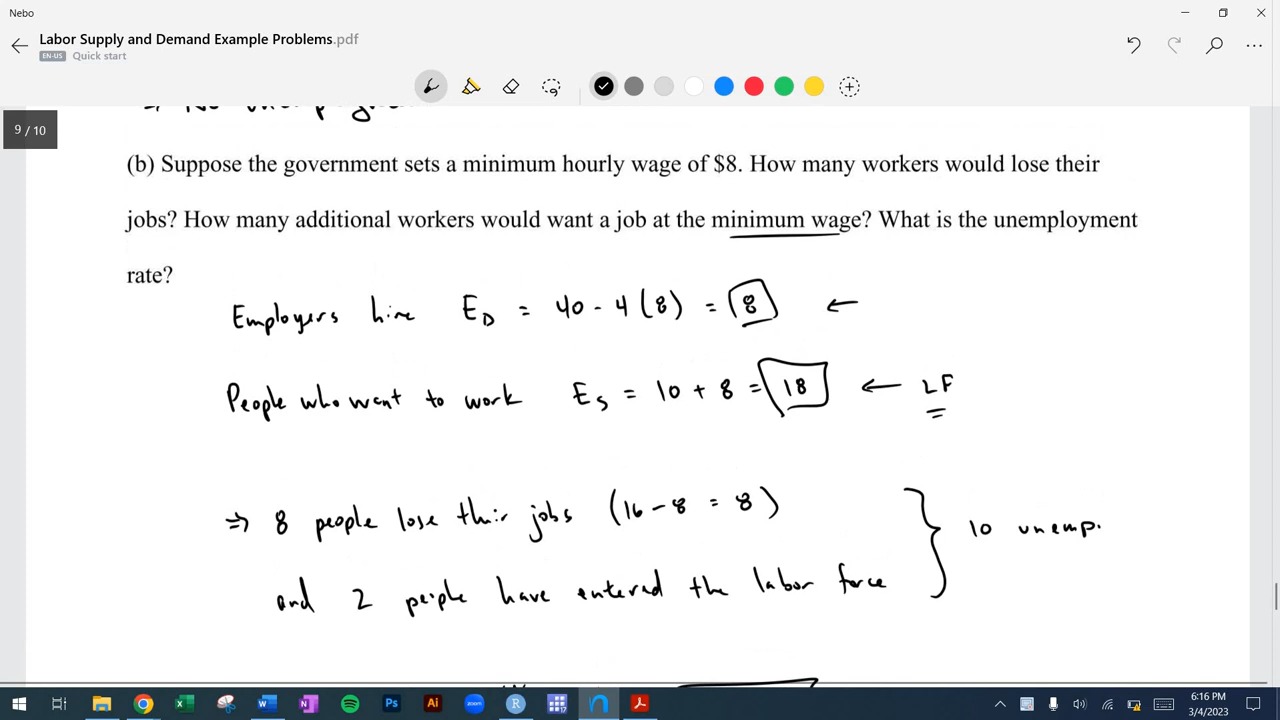 Nebo
Labor Supply and Demand Example Problems.pdf
EN-US Quick start
9 / 10
(b) Suppose the government sets a minimum hourly wage of $8. How many workers would lose their
jobs? How many additional workers would want a job at the minimum wage? What is the unemployment
rate?
Employers hire E_D = 40 - 4(8) = 8 ←
People who want to work E_S = 10 + 8 = 18 ← LF
⇒ 8 people lose their jobs (16 - 8 = 8)
10 unemp.
and 2 people have entered the labor force
6:16 PM
3/4/2023